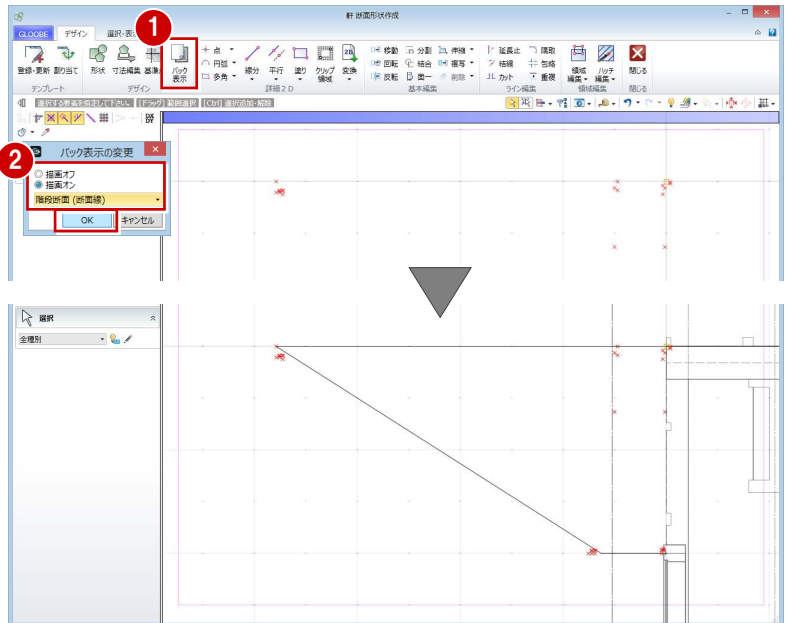 軒 断面形状作成
GLOOBE デザイン 選択・表示
1
登録・更新 割り当て 形状 寸法編集 基準点 バック表示
点 円弧 多角 線分 平行 塗り クリップ領域 変換
移動 分割 伸縮 回転 結合 複写 反転 面一 削除
延長止 隅取 結線 包絡 カット 重複
領域編集 ハッチ編集 閉じる
テンプレート デザイン 詳細2D 基本編集 ライン編集 領域編集 閉じる
選択する要素を指定して下さい。 [ドラッグ] 範囲選択 [Ctrl] 選択追加・解除
2
バック表示の変更
描画オフ
描画オン
階段断面 (断面線)
OK キャンセル
選択
全種別